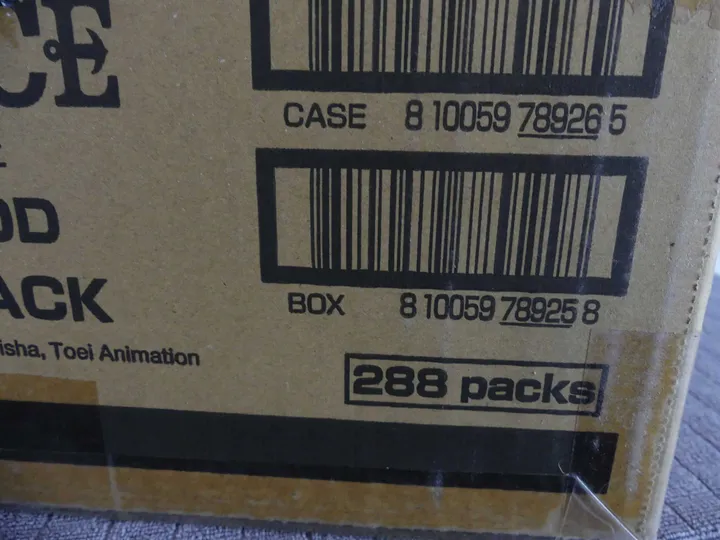 CE
CASE 8 10059 78926 5
OD
ACK
BOX 8 10059 78925 8
isha, Toei Animation
288 packs